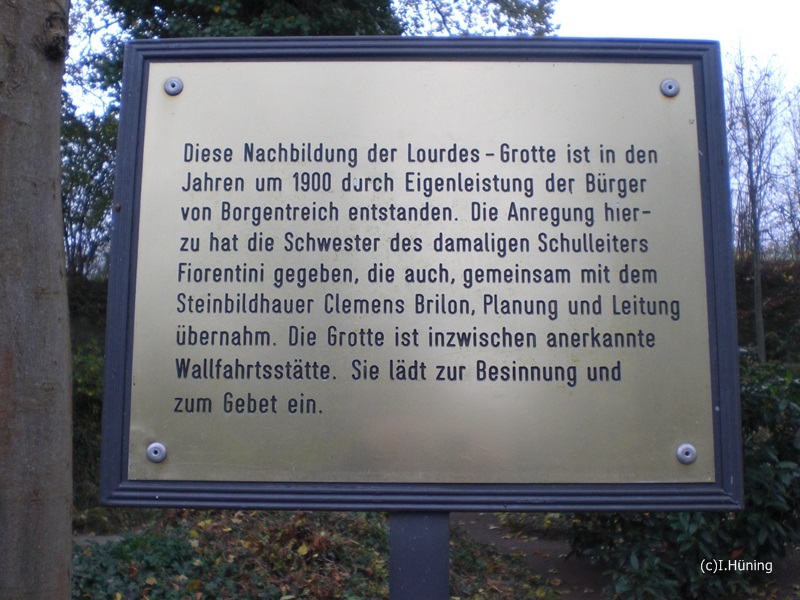 Diese Nachbildung der Lourdes-Grotte ist in den
Jahren um 1900 durch Eigenleistung der Bürger
von Borgentreich entstanden. Die Anregung hier-
zu hat die Schwester des damaligen Schulleiters
Fiorentini gegeben, die auch, gemeinsam mit dem
Steinbildhauer Clemens Brilon, Planung und Leitung
übernahm. Die Grotte ist inzwischen anerkannte
Wallfahrtsstätte. Sie lädt zur Besinnung und
zum Gebet ein.
(c)I.Hüning